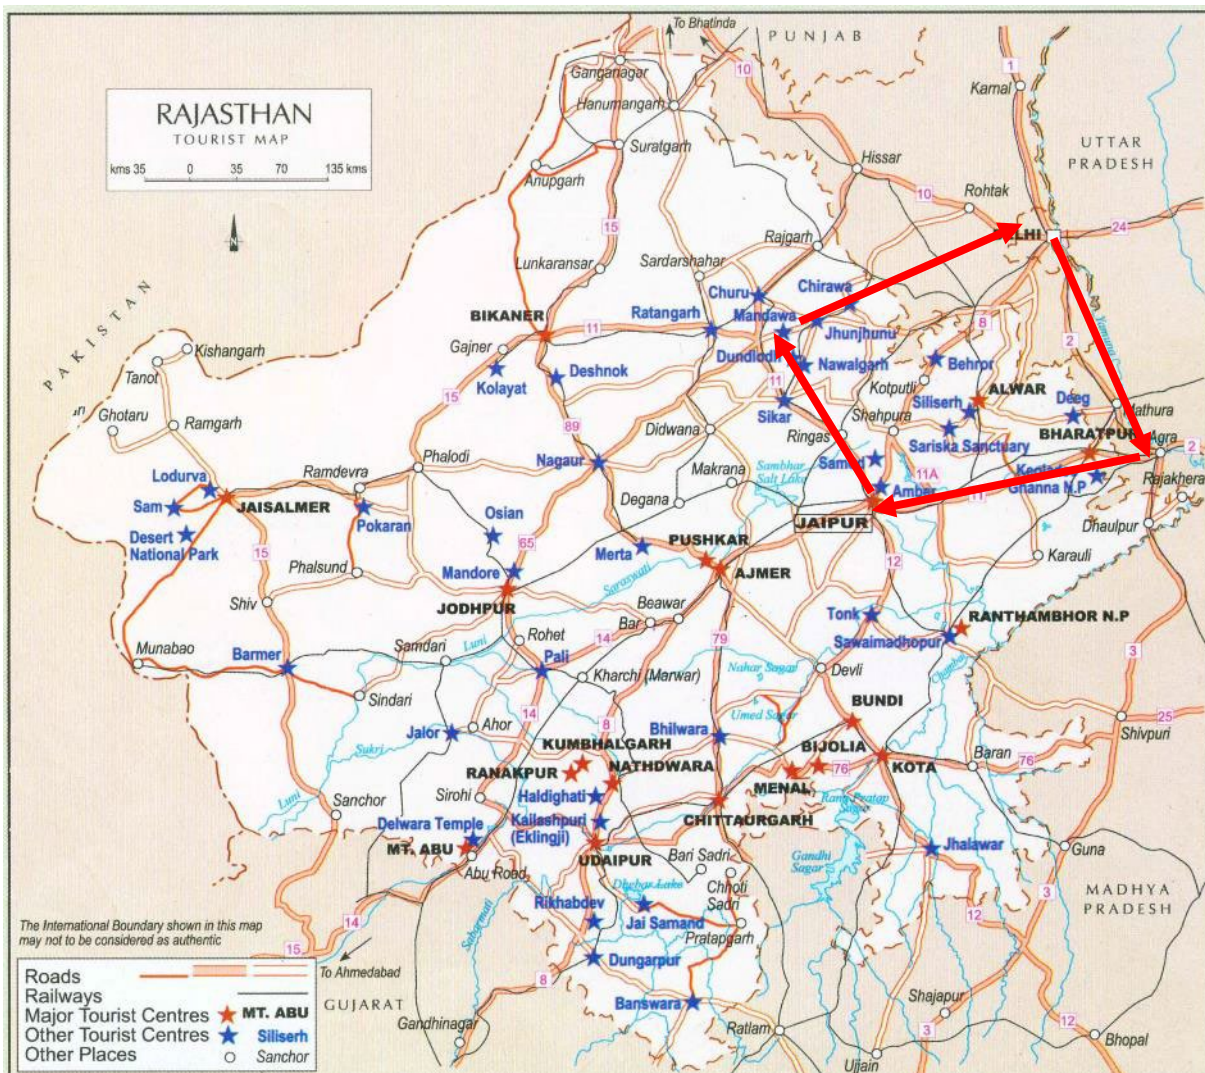 RAJASTHAN
TOURIST MAP
kms 35 0 35 70 135 kms
N
To Bhatinda
PUNJAB
Ganganagar
10
1
Karnal
Hanumangarh
UTTAR
PRADESH
Suratgarh
Hissar
Anupgarh
10
Rohtak
15
24
Rajgarh
Lunkaransar
Sardarshahar
Churu
Chirawa
PAKISTAN
BIKANER
11
Ratangarh
Mandawa
Jhunjhunu
8
2
Yamuna
Gajner
Kishangarh
Tanot
Kolayat
Deshnok
Nawalgarh
Behror
Kotputli
ALWAR
11
15
Sikar
Siliserh
Deeg
Mathura
Ghotaru
Ramgarh
Shahpura
89
Didwana
Ringas
Sariska Sanctuary
BHARATPUR
Agra
2
Nagaur
Phalodi
Ramdevra
Makrana
Sambhar
Salt Lake
11A
Lodurva
Degana
Amber
11
Ghanna N.P
Rajakhera
Sam
JAISALMER
Pokaran
JAIPUR
Dhaulpur
Desert
National Park
Osian
65
Merta
PUSHKAR
12
Karauli
15
Phalsund
Mandore
Saraswati
AJMER
JODHPUR
Shiv
Beawar
Bar
Tonk
RANTHAMBHOR N.P
Sawaimadhopur
Munabao
Barmer
Samdari
Luni
Rohet
14
79
3
Pali
Nahar Sagar
Devli
Sindari
Kharchi (Marwar)
Umed Sagar
BUNDI
25
Shivpuri
14
8
Ahor
Jalor
Bhilwara
Sukri
KUMBHALGARH
BIJOLIA
RANAKPUR
NATHDWARA
76
KOTA
Baran
76
MENAL
Luni
Sanchor
Sirohi
Haldighati
CHITTAURGARH
Rana Pratap
Sagar
Delwara Temple
Kailashpuri
(Eklingji)
MT. ABU
UDAIPUR
Jhalawar
Guna
Abu Road
Bari Sadri
Gandhi
Sagar
Chhoti
Sadri
Dhebar Lake
3
MADHYA
PRADESH
Sabarmati
Rikhabdev
Jai Samand
12
Pratapgarh
The International Boundary shown in this map
may not to be considered as authentic
14
15
To Ahmedabad
Dungarpur
8
GUJARAT
Banswara
Shajapur
Gandhinagar
Ratlam
3
12
Bhopal
Ujjain
Roads
Railways
Major Tourist Centres MT. ABU
Other Tourist Centres Siliserh
Other Places Sanchor